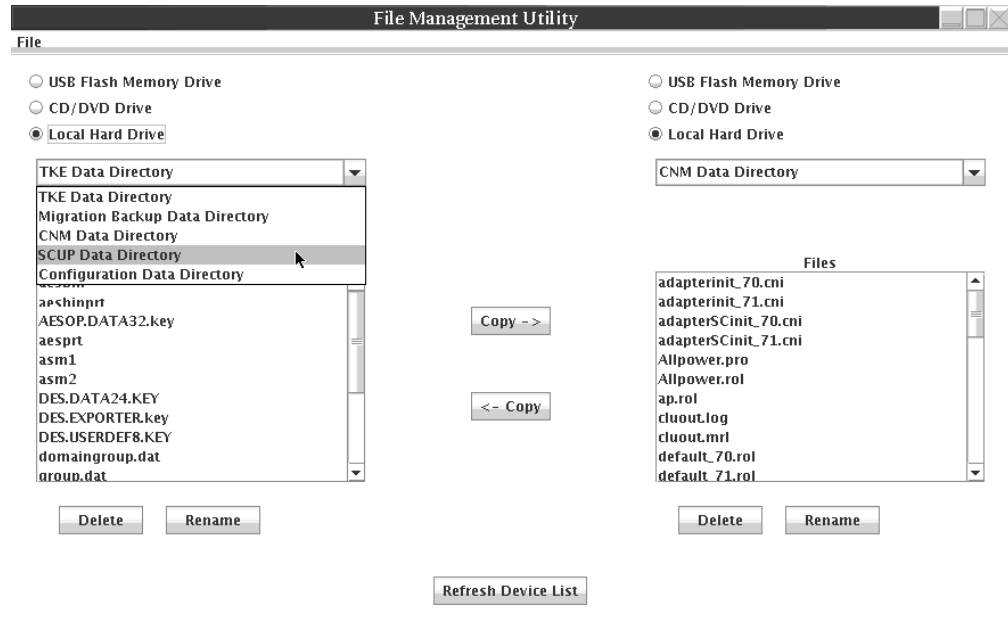 File Management Utility
File
USB Flash Memory Drive
CD/DVD Drive
Local Hard Drive
TKE Data Directory
TKE Data Directory
Migration Backup Data Directory
CNM Data Directory
SCUP Data Directory
Configuration Data Directory
aeshinprt
AESOP.DATA32.key
aesprt
asm1
asm2
DES.DATA24.KEY
DES.EXPORTER.key
DES.USERDEF8.KEY
domaingroup.dat
group.dat
Delete Rename
Copy ->
<- Copy
USB Flash Memory Drive
CD/DVD Drive
Local Hard Drive
CNM Data Directory
Files
adapterinit_70.cni
adapterinit_71.cni
adapterSCinit_70.cni
adapterSCinit_71.cni
Allpower.pro
Allpower.rol
ap.rol
cluout.log
cluout.mrl
default_70.rol
default_71.rol
Delete Rename
Refresh Device List